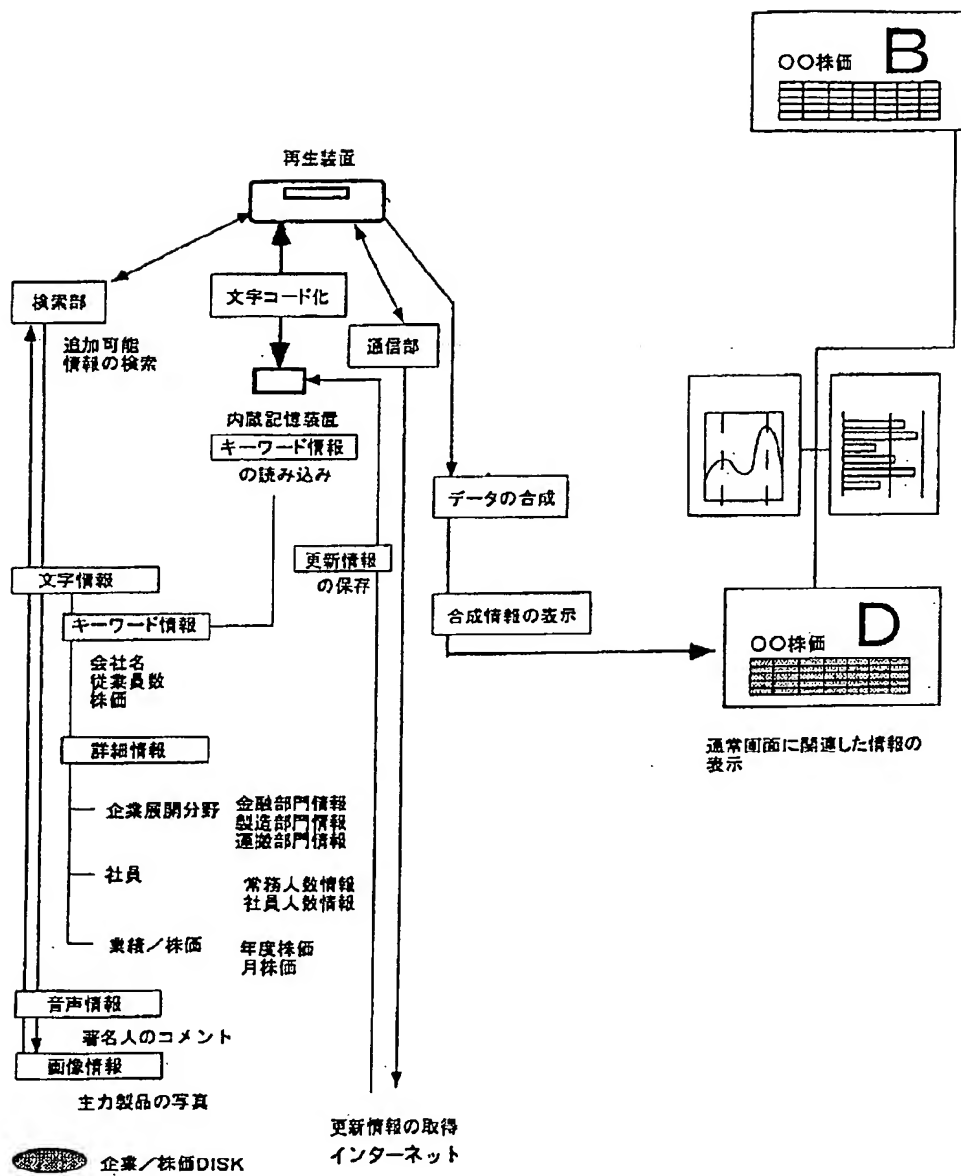 〇〇株価 B
再生装置
検索部
追加可能
情報の検索
文字コード化
通信部
内蔵記憶装置
キーワード情報
の読み込み
データの合成
更新情報
の保存
合成情報の表示
〇〇株価 D
通常画面に関連した情報の
表示
文字情報
キーワード情報
会社名
従業員数
株価
詳細情報
企業展開分野
金融部門情報
製造部門情報
運搬部門情報
社員
常務人数情報
社員人数情報
業績／株価
年度株価
月株価
音声情報
著名人のコメント
画像情報
主力製品の写真
更新情報の取得
インターネット
企業／株価DISK